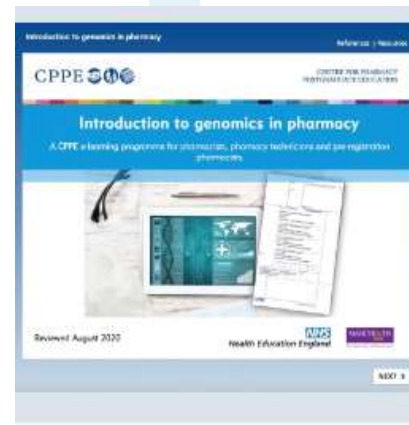 Introduction to genomics in pharmacy
References | Resources
CPPE
CENTRE FOR PHARMACY
POSTGRADUATE EDUCATION
Introduction to genomics in pharmacy
A CPPE e-learning programme for pharmacists, pharmacy technicians and pre-registration
pharmacists
Reviewed August 2020
NHS
Health Education England
MANCHESTER
NEXT